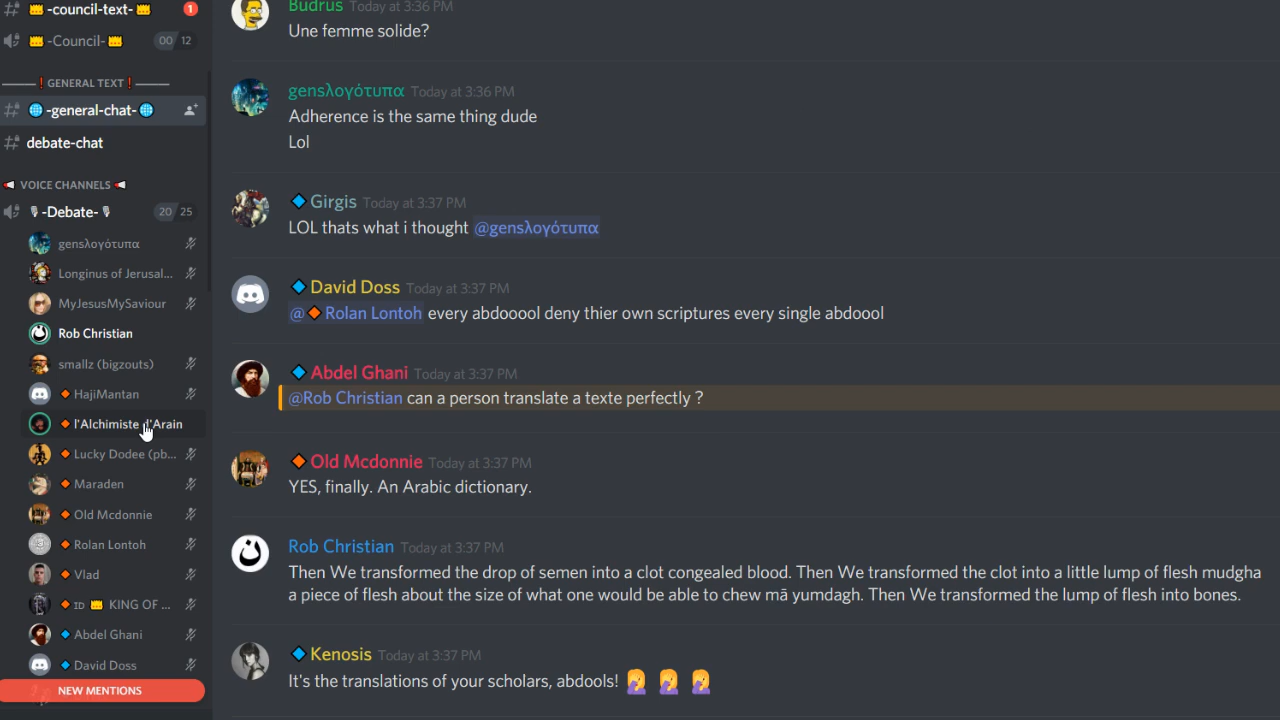 -council-text- 1
-Council- 00 12
GENERAL TEXT
-general-chat-
debate-chat
VOICE CHANNELS
-Debate- 20 25
gensλογότυπα
Longinus of Jerusal...
MyJesusMySaviour
Rob Christian
smallz (bigzouts)
HajiMantan
l'Alchimiste d'Arain
Lucky Dodee (pb...
Maraden
Old Mcdonnie
Rolan Lontoh
Vlad
ID KING OF ...
Abdel Ghani
David Doss
NEW MENTIONS
Budrus Today at 3:36 PM
Une femme solide?
gensλογότυπα Today at 3:36 PM
Adherence is the same thing dude
Lol
Girgis Today at 3:37 PM
LOL thats what i thought @gensλογότυπα
David Doss Today at 3:37 PM
@Rolan Lontoh every abdooool deny thier own scriptures every single abdoool
Abdel Ghani Today at 3:37 PM
@Rob Christian can a person translate a texte perfectly ?
Old Mcdonnie Today at 3:37 PM
YES, finally. An Arabic dictionary.
Rob Christian Today at 3:37 PM
Then We transformed the drop of semen into a clot congealed blood. Then We transformed the clot into a little lump of flesh mudgha
a piece of flesh about the size of what one would be able to chew mā yumdagh. Then We transformed the lump of flesh into bones.
Kenosis Today at 3:37 PM
It's the translations of your scholars, abdools!